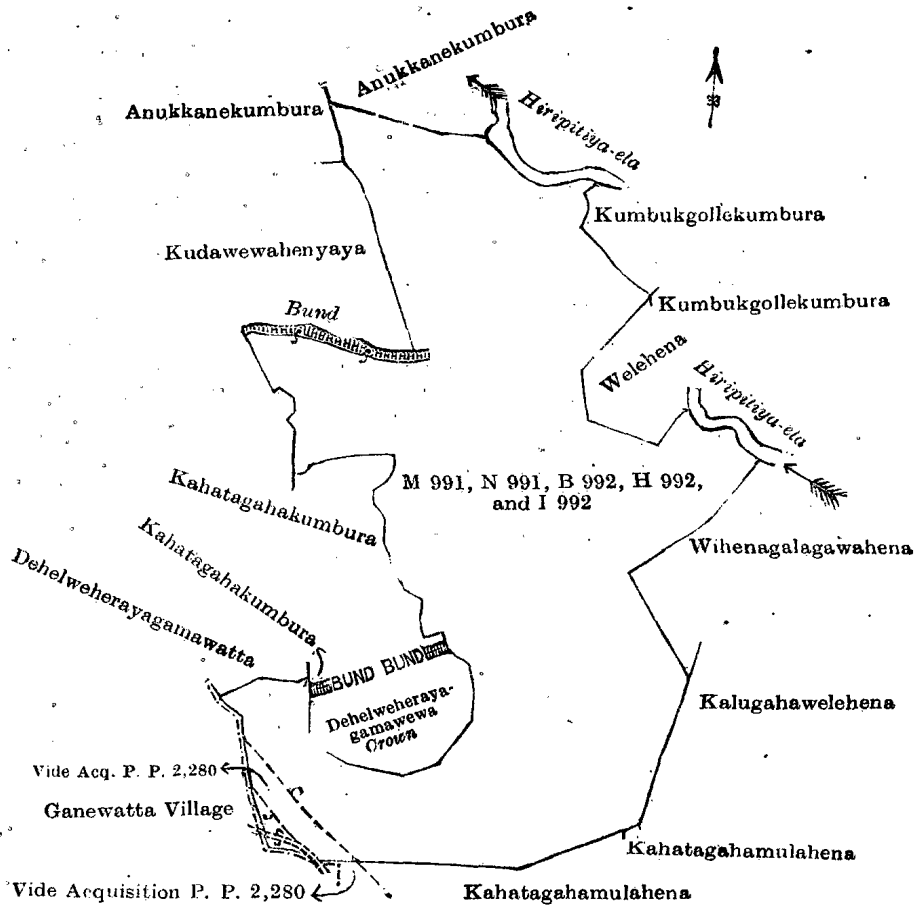 Anukkanekumbura
Anukkanekumbura
Hiripitiya-ela
Kumbukgollekumbura
Kudawewahenyaya
Kumbukgollekumbura
Bund
Welehena
Hiripitiya-ela
M 991, N 991, B 992, H 992,
and I 992
Kahatagahakumbura
Kahatagahakumbura
Wihenagalagawahena
Dehelweherayagamawatta
BUND BUND
Dehelweheraya-
gamawewa
Crown
Kalugahawelehena
Vide Acq. P. P. 2,280
Ganewatta Village
Kahatagahamulahena
Vide Acquisition P. P. 2,280
Kahatagahamulahena